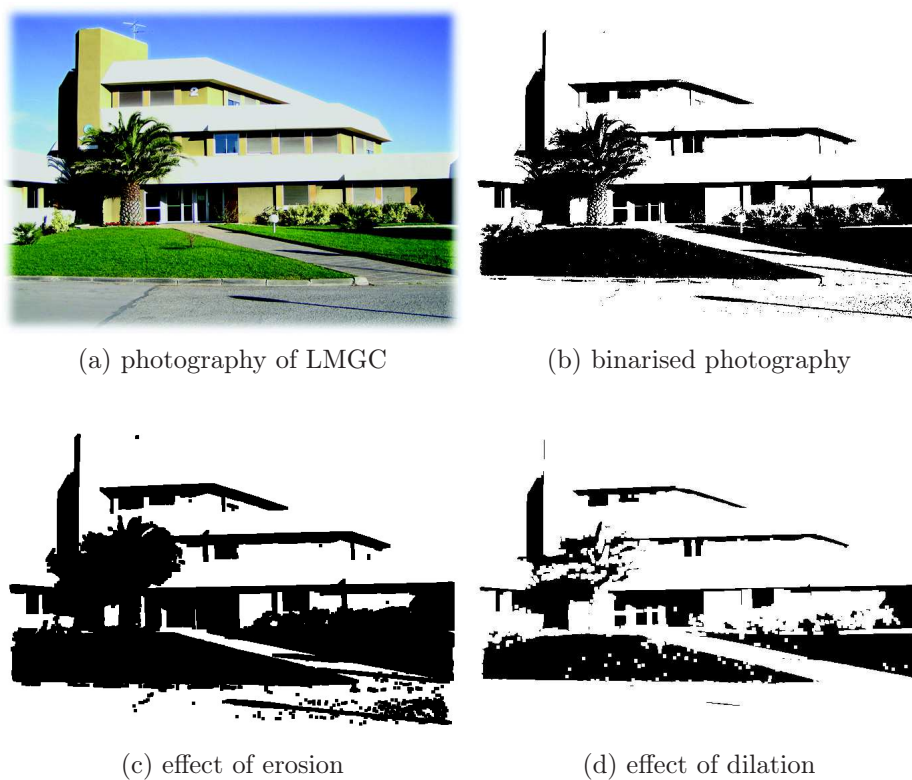 (a) photography of LMGC
(b) binarised photography
(c) effect of erosion
(d) effect of dilation